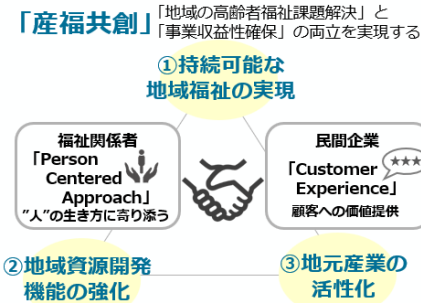 「産福共創」
「地域の高齢者福祉課題解決」と
「事業収益性確保」の両立を実現する
①持続可能な
地域福祉の実現
福祉関係者
「Person
Centered
Approach」
”人”の生き方に寄り添う
民間企業
「Customer
Experience」
顧客への価値提供
②地域資源開発
機能の強化
③地元産業の
活性化